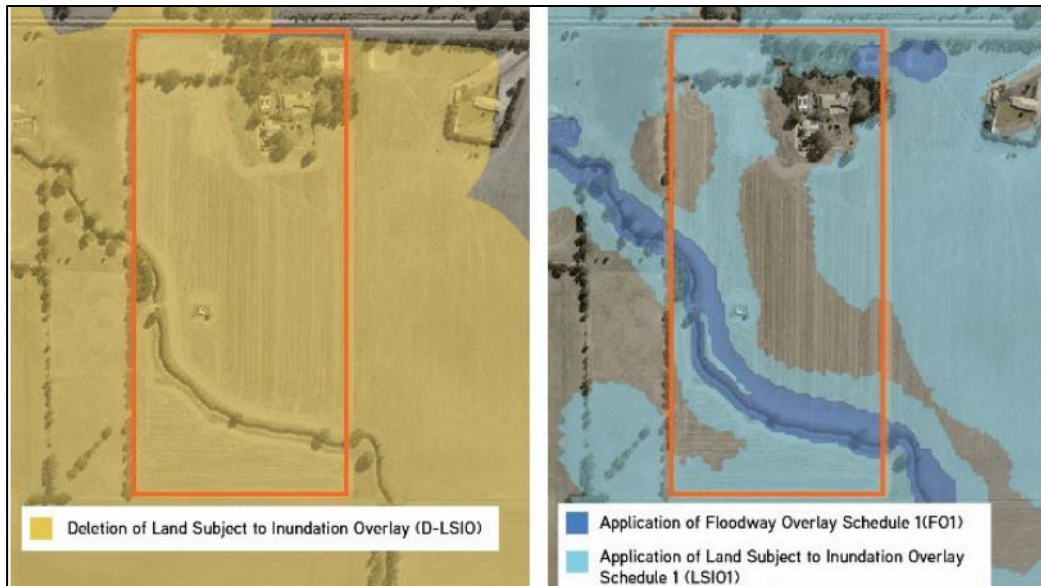 Deletion of Land Subject to Inundation Overlay (D-LSIO)
Application of Floodway Overlay Schedule 1(FO1)
Application of Land Subject to Inundation Overlay
Schedule 1 (LSIO1)